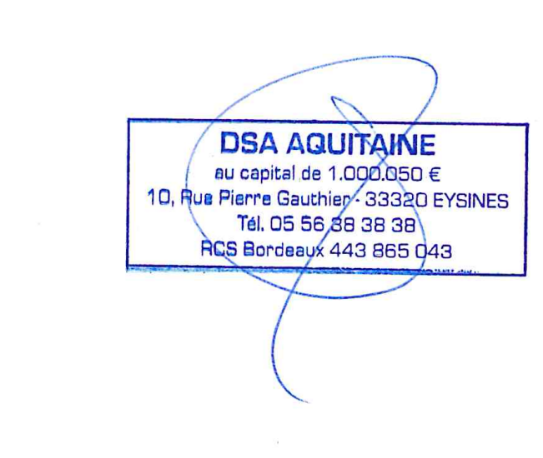 DSA AQUITAINE
au capital de 1.000.050 €
10, Rue Pierre Gauthier - 33320 EYSINES
Tél. 05 56 38 38 38
RCS Bordeaux 443 865 043